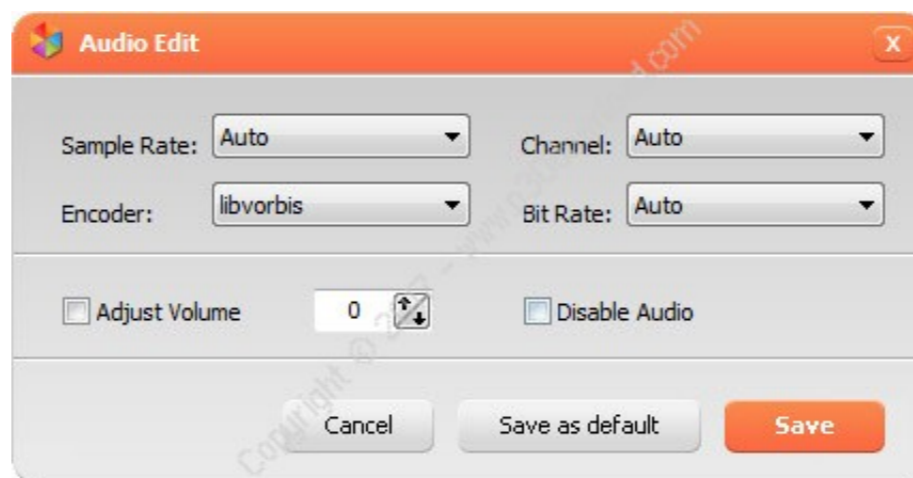 Audio Edit
x
Sample Rate: Auto
Channel: Auto
Encoder: libvorbis
Bit Rate: Auto
Adjust Volume
0
Disable Audio
Cancel
Save as default
Save
Copyright ©